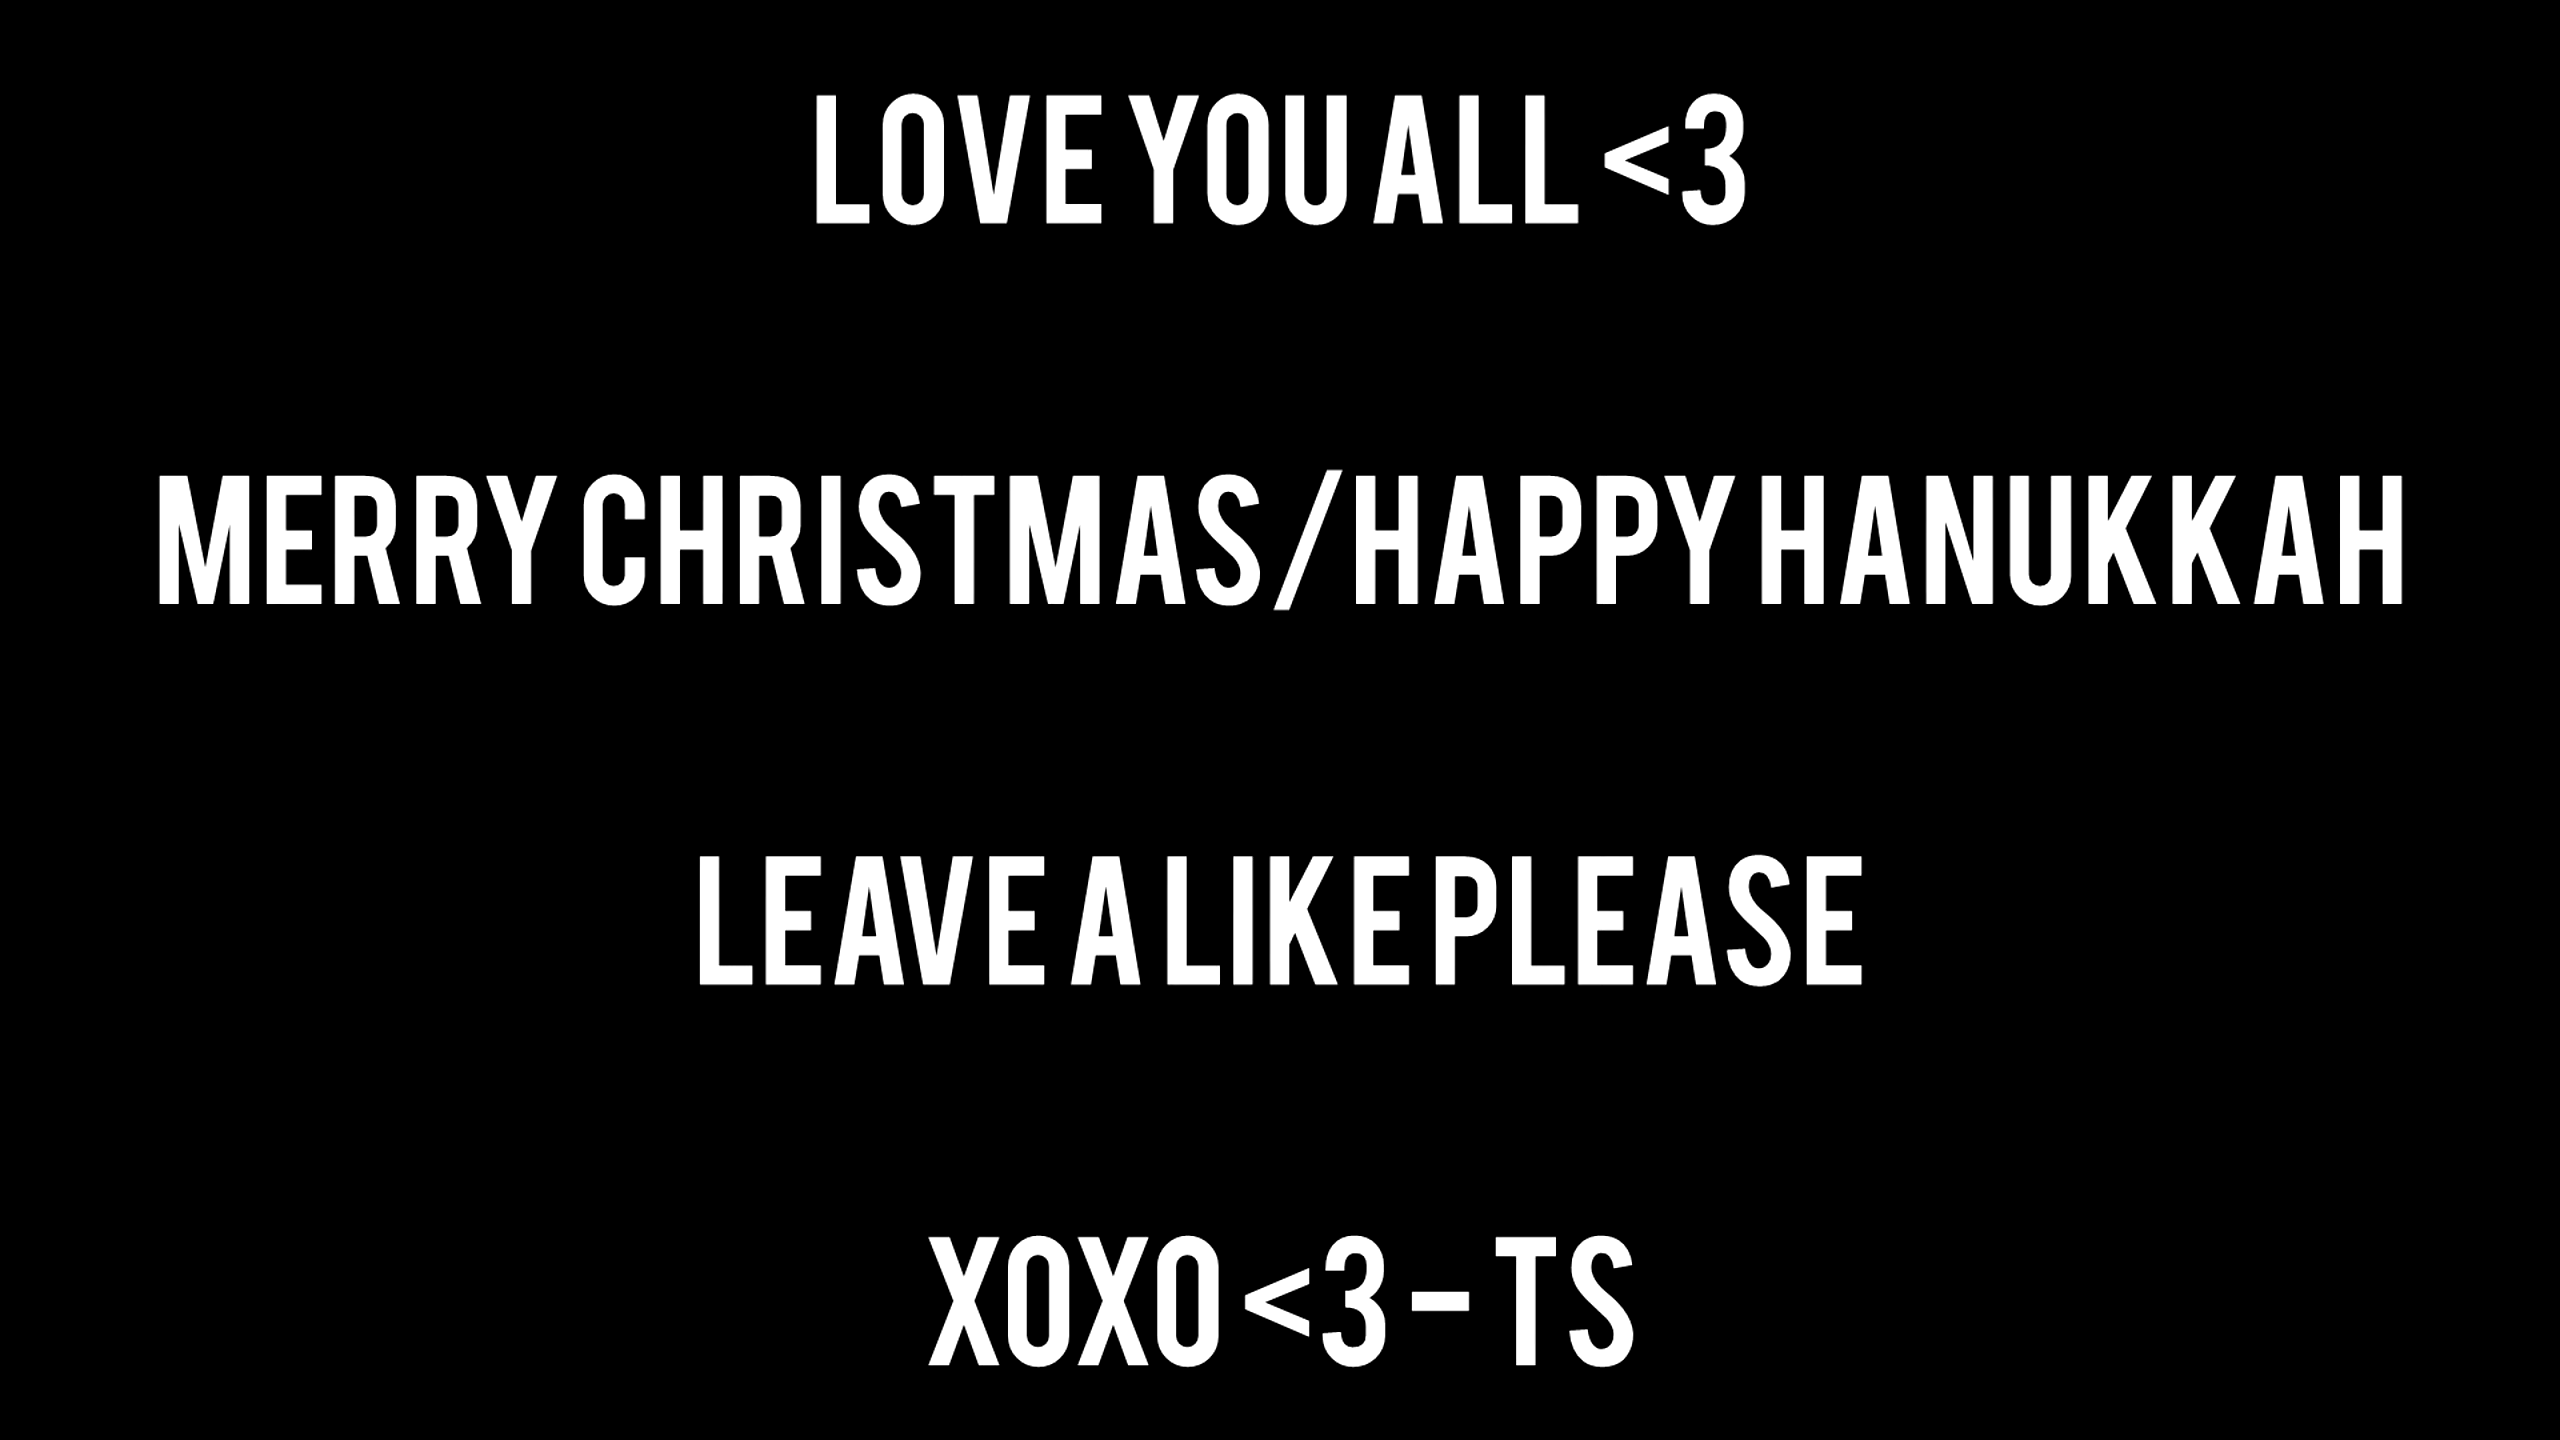 LOVE YOU ALL <3
MERRY CHRISTMAS / HAPPY HANUKKAH
LEAVE A LIKE PLEASE
XOXO <3 - TS